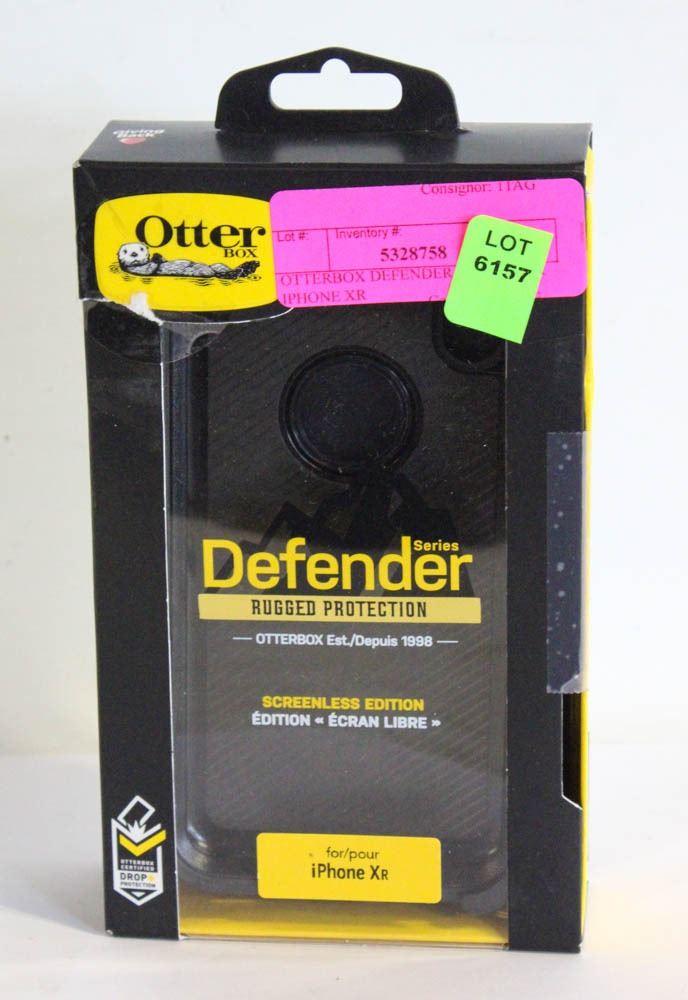 Giving
Back
Otter
BOX
Consignor: 1TAG
Lot #:
Inventory #:
5328758
OTTERBOX DEFENDER
IPHONE XR
LOT
6157
Defender
Series
RUGGED PROTECTION
OTTERBOX Est./Depuis 1998
SCREENLESS EDITION
ÉDITION « ÉCRAN LIBRE »
OTTERBOX
CERTIFIED
DROP+
PROTECTION
for/pour
iPhone XR